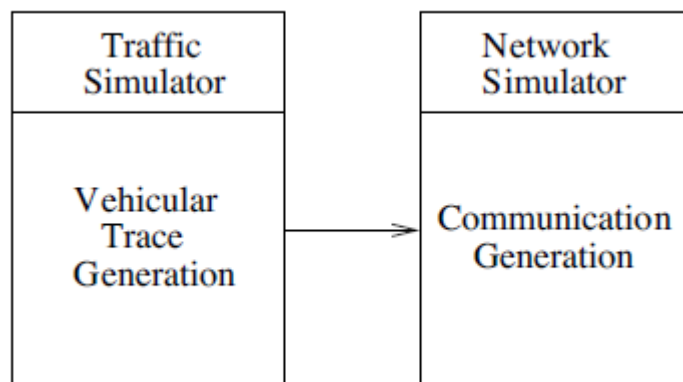 Traffic
Simulator
Vehicular
Trace
Generation
Network
Simulator
Communication
Generation